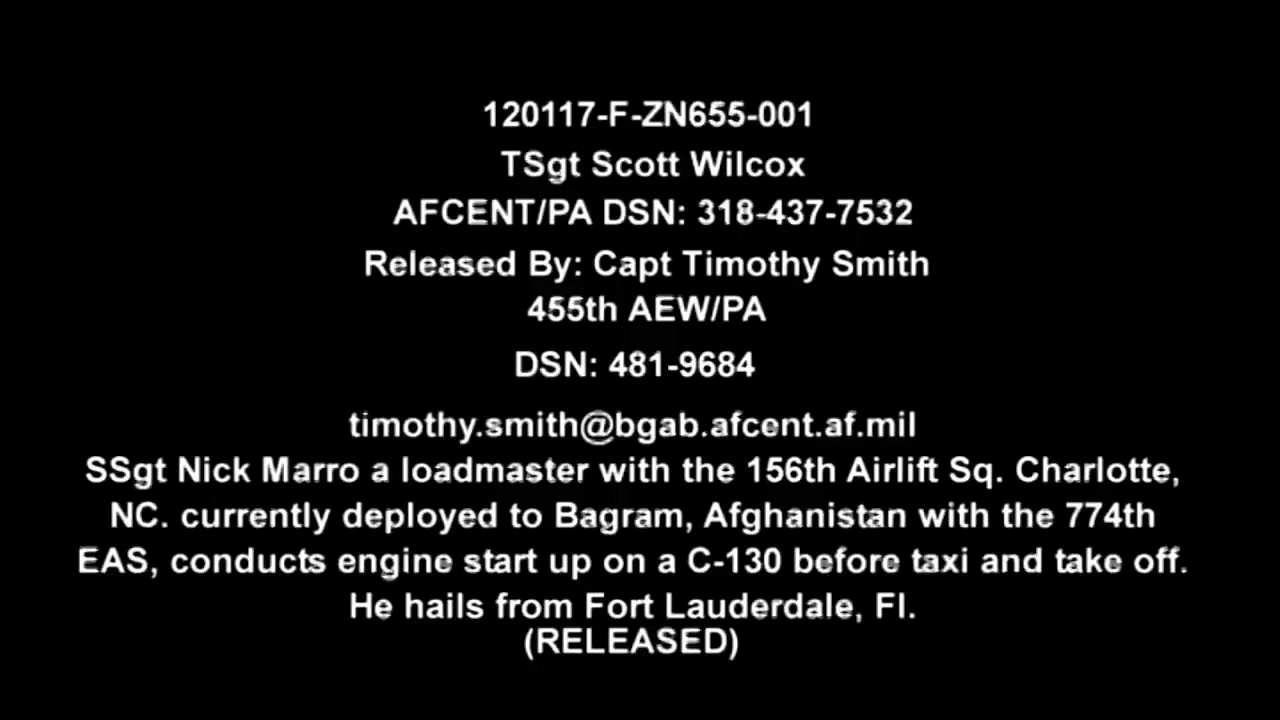 120117-F-ZN655-001
TSgt Scott Wilcox
AFCENT/PA DSN: 318-437-7532
Released By: Capt Timothy Smith
455th AEW/PA
DSN: 481-9684
timothy.smith@bgab.afcent.af.mil
SSgt Nick Marro a loadmaster with the 156th Airlift Sq. Charlotte,
NC. currently deployed to Bagram, Afghanistan with the 774th
EAS, conducts engine start up on a C-130 before taxi and take off.
He hails from Fort Lauderdale, Fl.
(RELEASED)